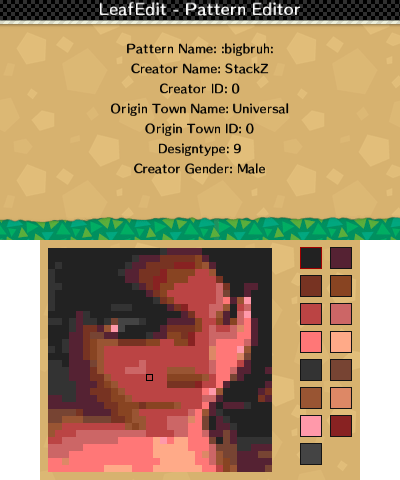 LeafEdit - Pattern Editor
Pattern Name: :bigbruh:
Creator Name: StackZ
Creator ID: 0
Origin Town Name: Universal
Origin Town ID: 0
Designtype: 9
Creator Gender: Male